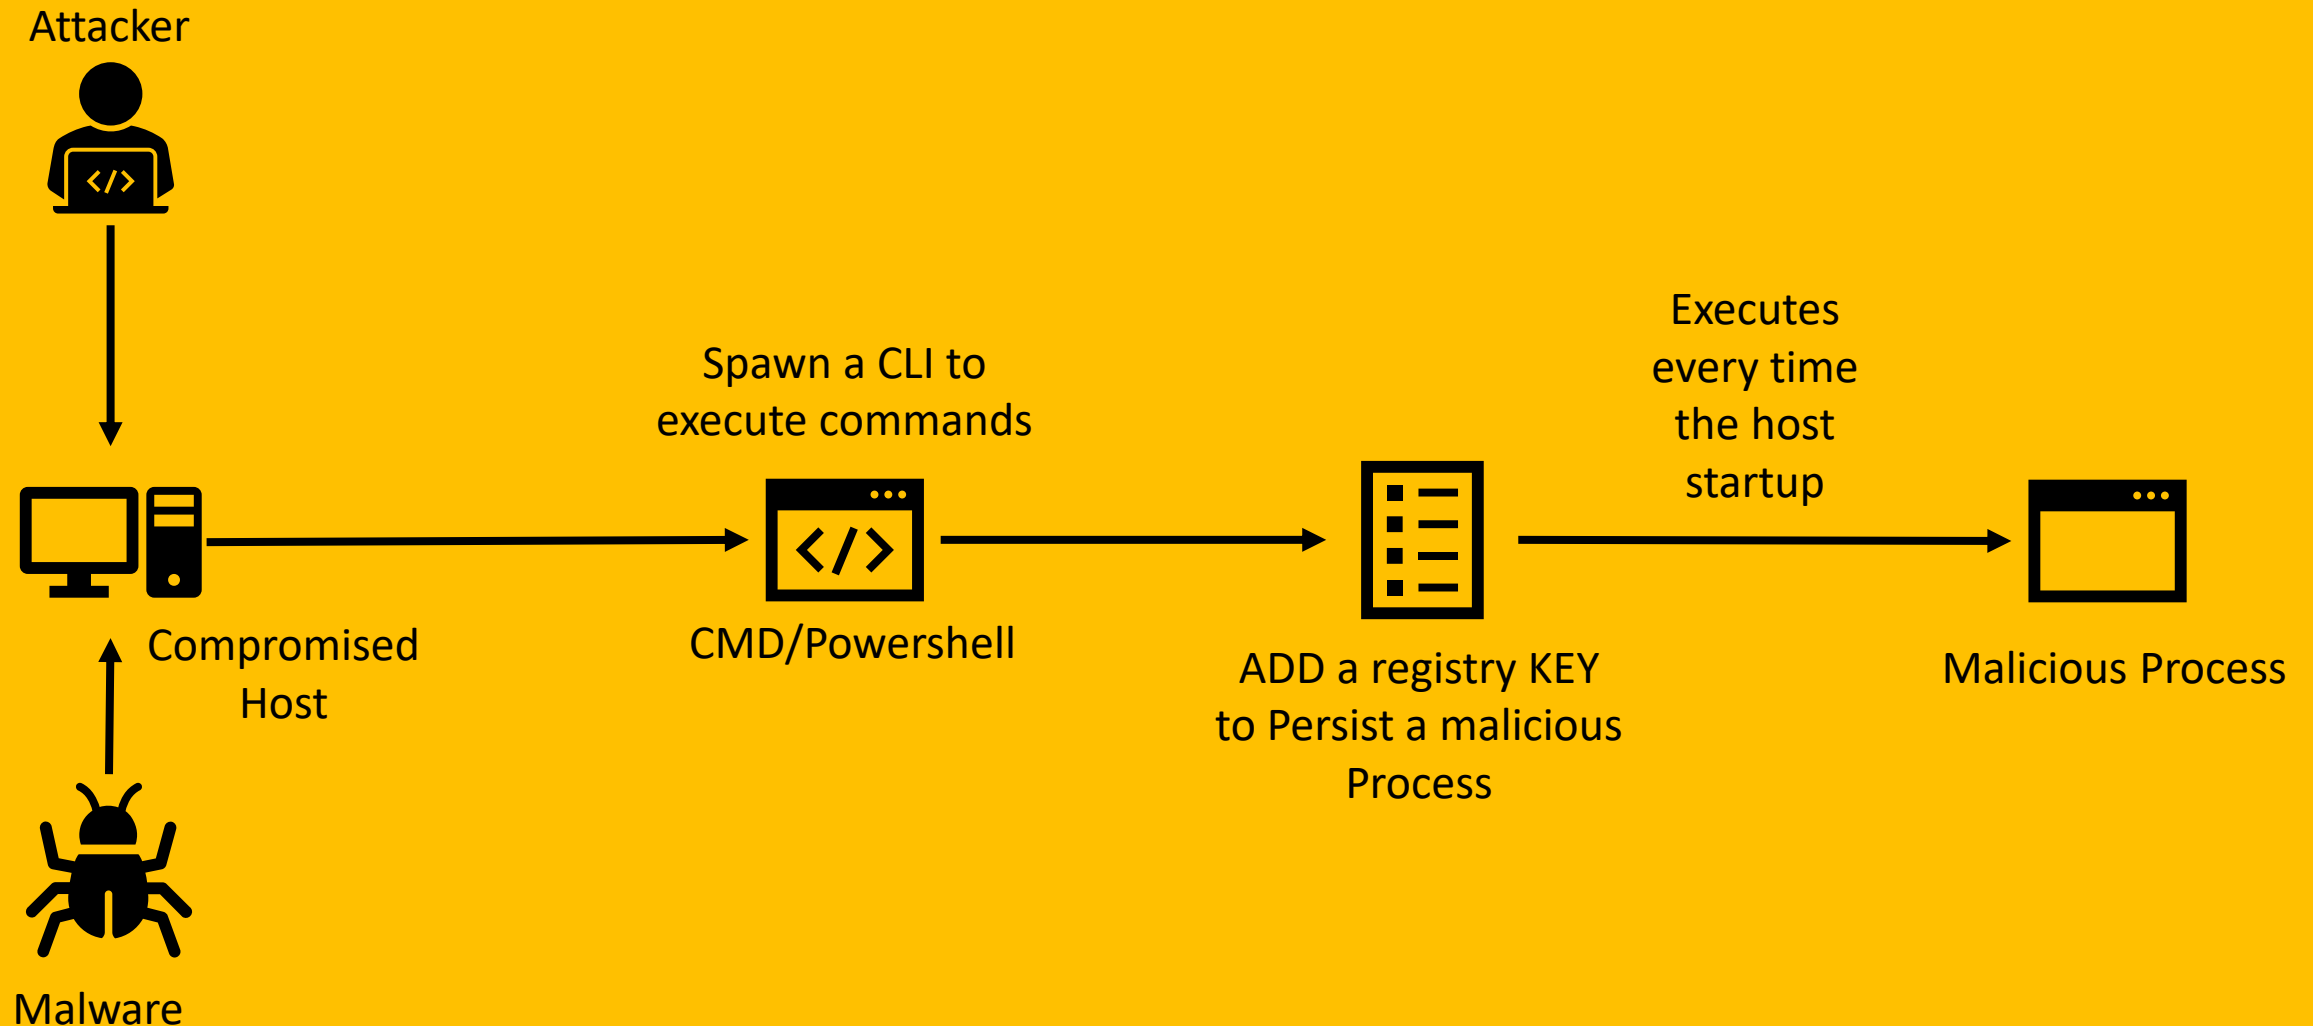 Attacker
</>
Compromised
Host
Malware
Spawn a CLI to
execute commands
</>
CMD/Powershell
ADD a registry KEY
to Persist a malicious
Process
Executes
every time
the host
startup
Malicious Process